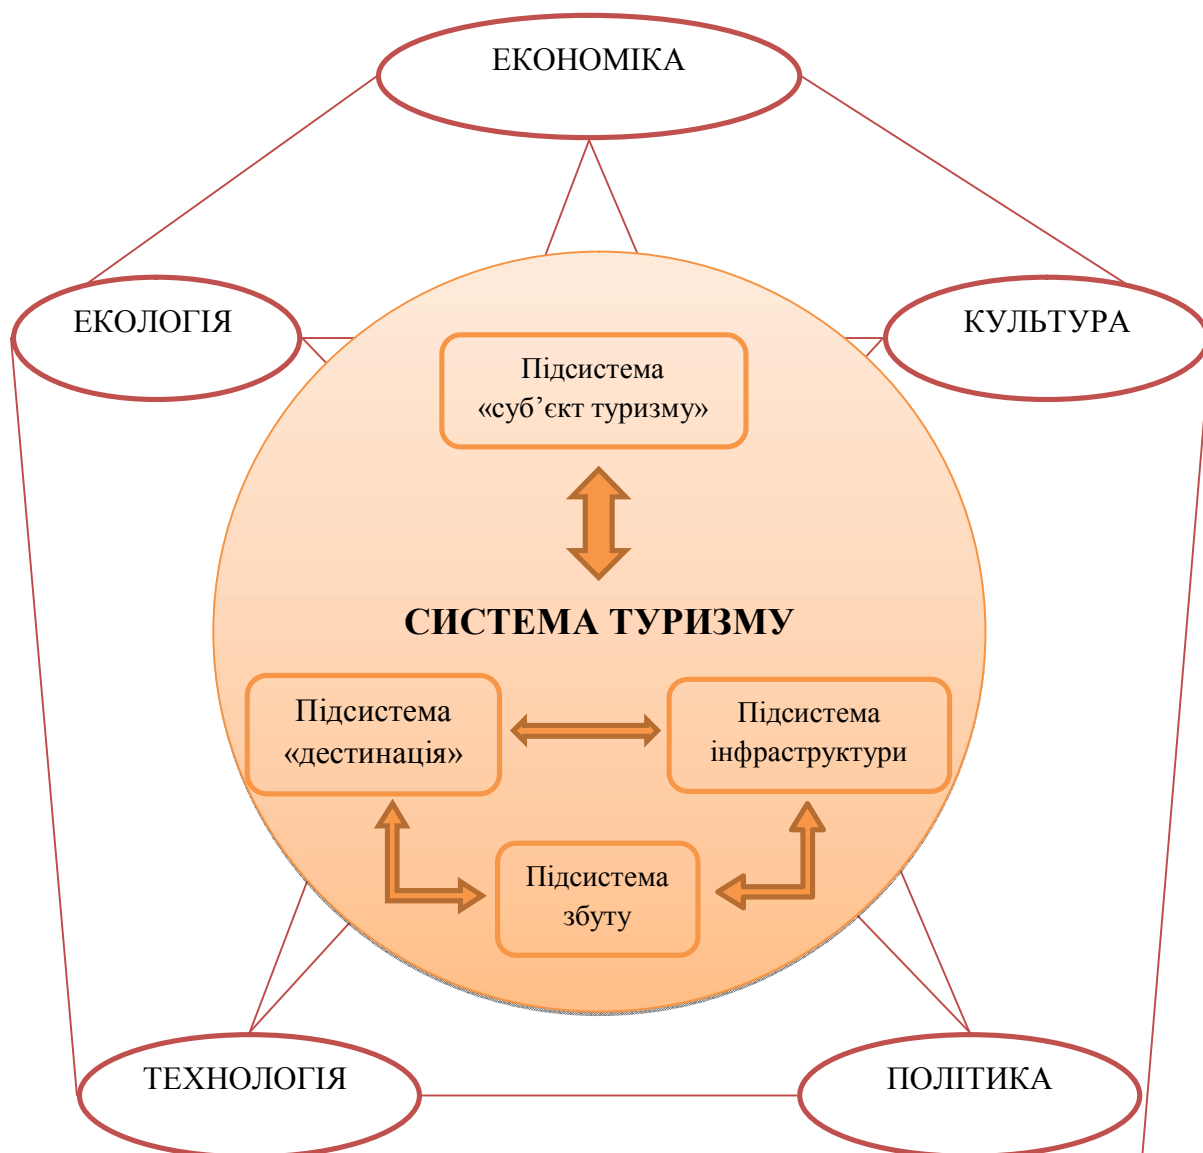 ЕКОНОМІКА
ЕКОЛОГІЯ
КУЛЬТУРА
Підсистема
«суб’єкт туризму»
СИСТЕМА ТУРИЗМУ
Підсистема
«дестинація»
Підсистема
інфраструктури
Підсистема
збуту
ТЕХНОЛОГІЯ
ПОЛІТИКА